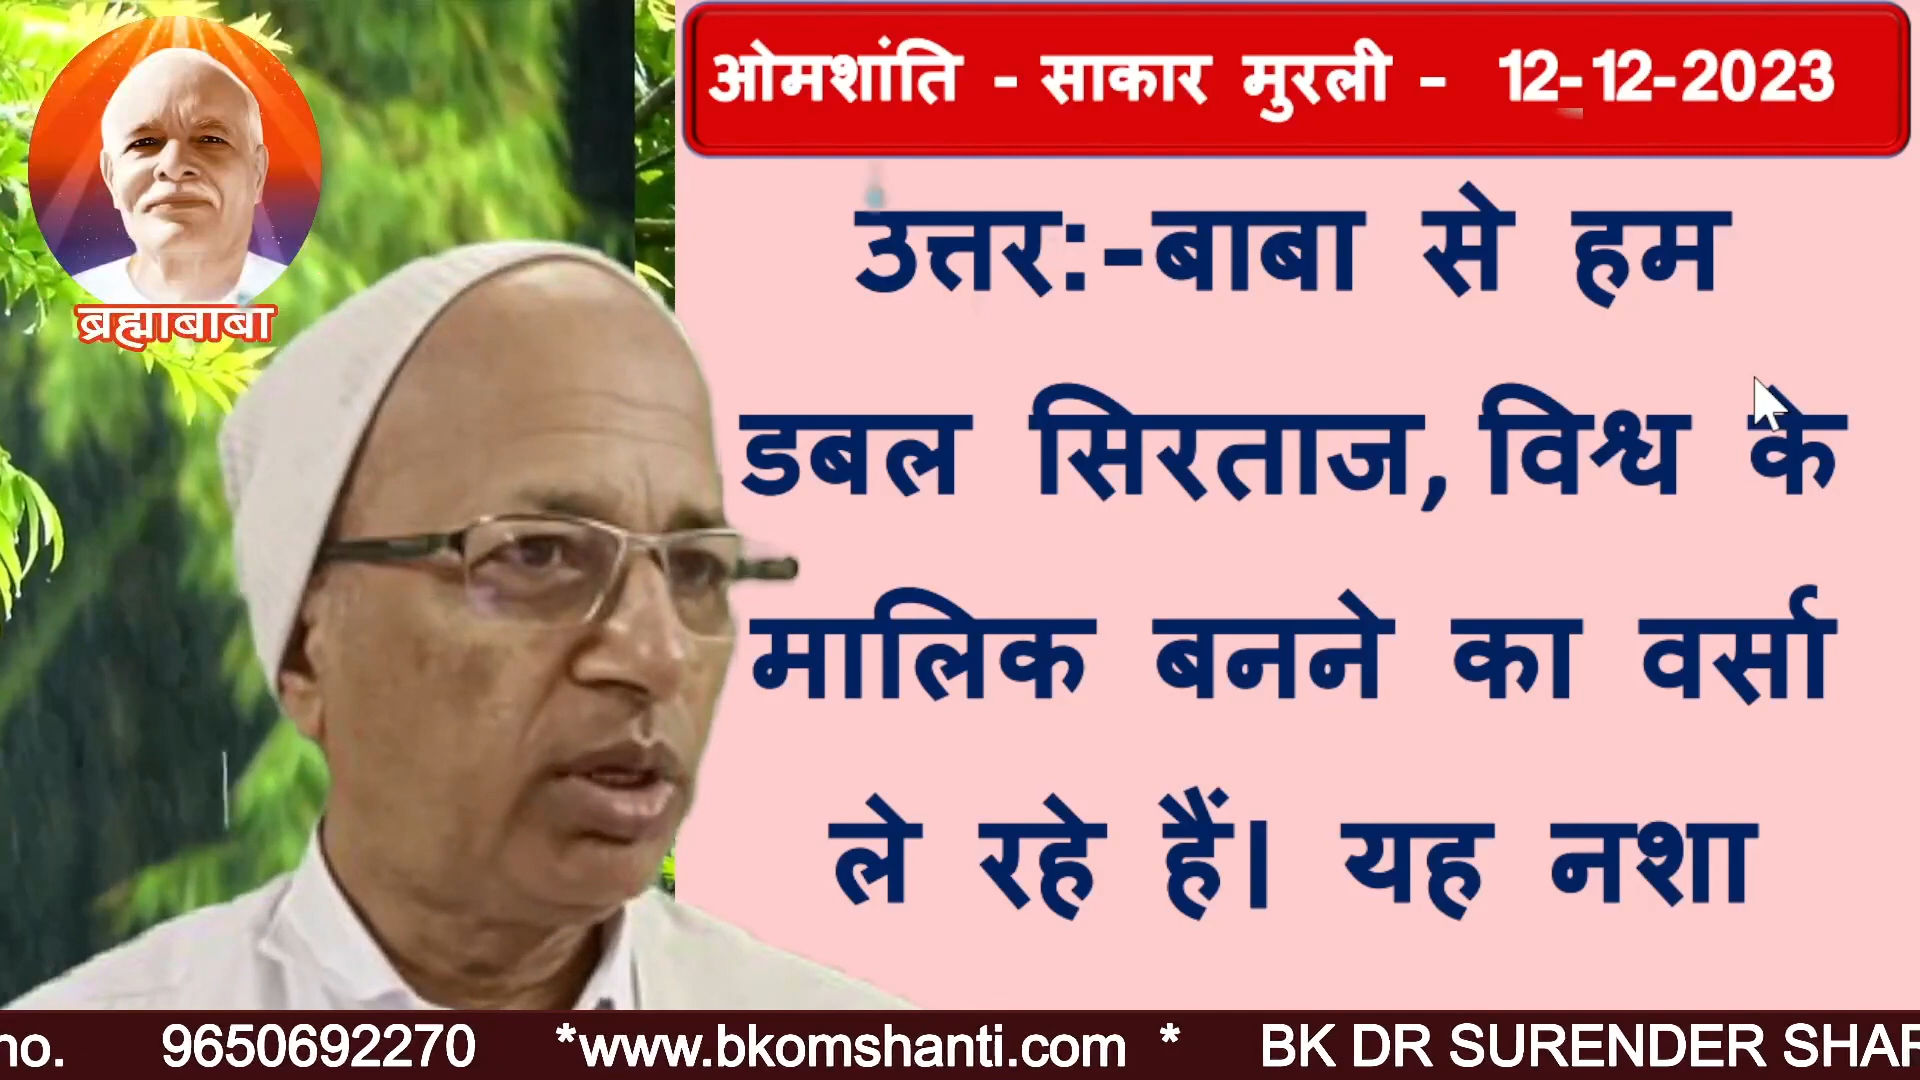 ओमशांति - साकार मुरली - 12-12-2023
ब्रह्माबाबा
उत्तर:-बाबा से हम
डबल सिरताज, विश्व के
मालिक बनने का वर्सा
ले रहे हैं। यह नशा
no. 9650692270 *www.bkomshanti.com * BK DR SURENDER SHAR